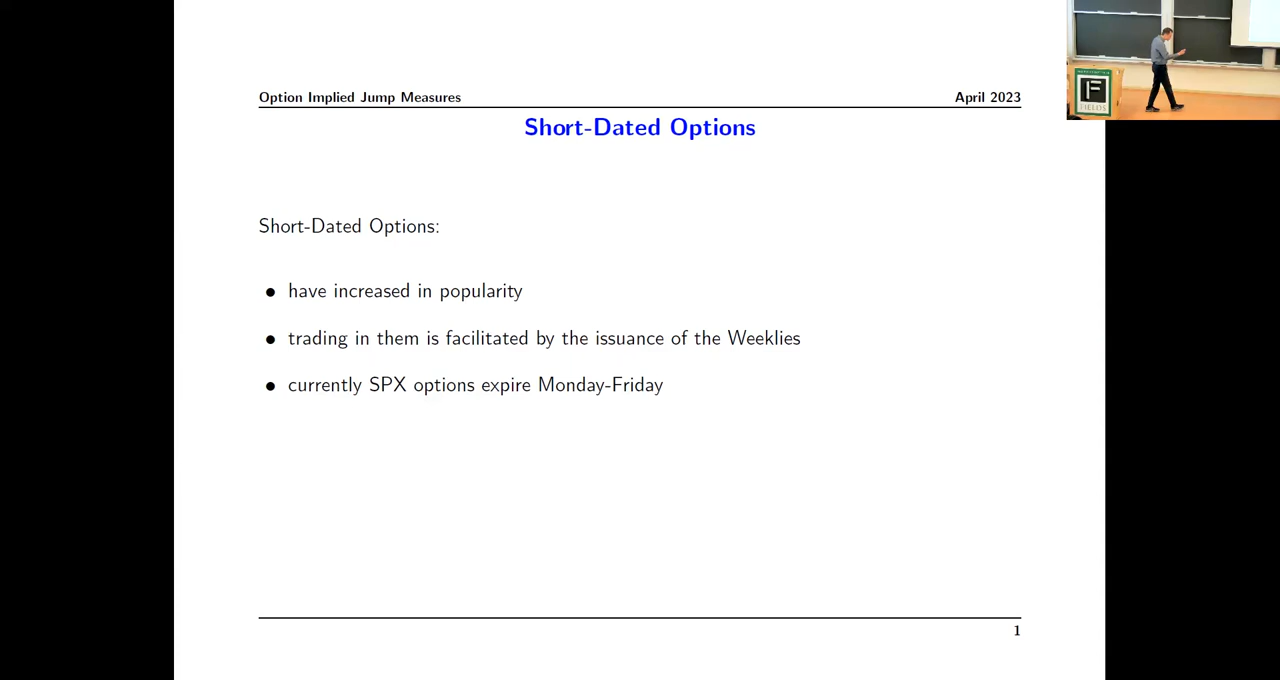 Option Implied Jump Measures
April 2023
Short-Dated Options
Short-Dated Options:
• have increased in popularity
• trading in them is facilitated by the issuance of the Weeklies
• currently SPX options expire Monday-Friday
1
F
FIELDS